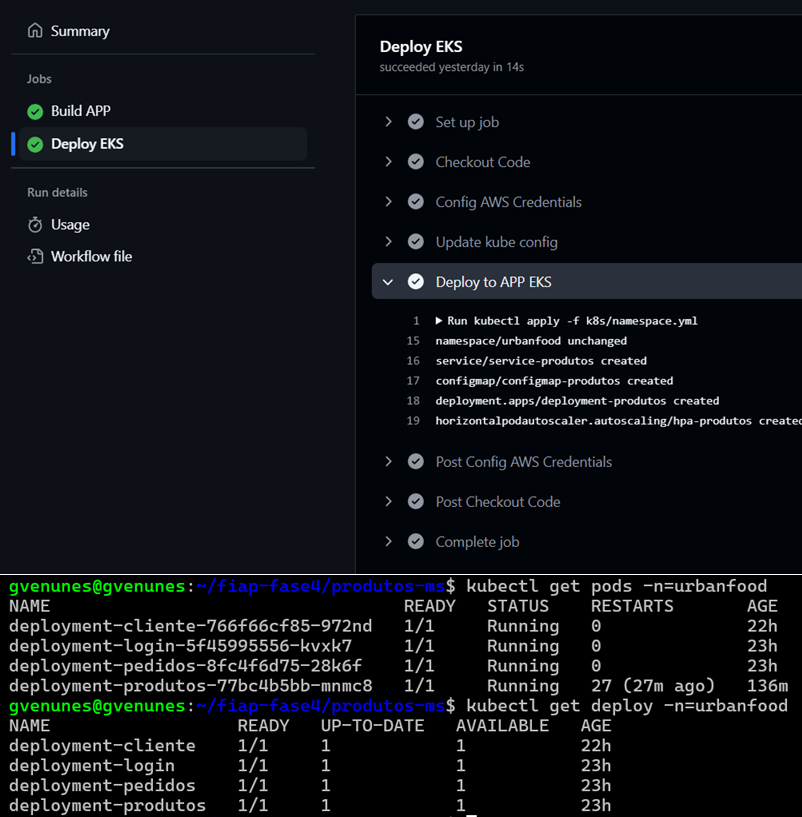 Summary
Jobs
Build APP
Deploy EKS
Run details
Usage
Workflow file
Deploy EKS
succeeded yesterday in 14s
Set up job
Checkout Code
Config AWS Credentials
Update kube config
Deploy to APP EKS
1 ▶ Run kubectl apply -f k8s/namespace.yml
15 namespace/urbanfood unchanged
16 service/service-produtos created
17 configmap/configmap-produtos created
18 deployment.apps/deployment-produtos created
19 horizontalpodautoscaler.autoscaling/hpa-produtos created
Post Config AWS Credentials
Post Checkout Code
Complete job
gvenunes@gvenunes:~/fiap-fase4/produtos-ms$ kubectl get pods -n=urbanfood
NAME READY STATUS RESTARTS AGE
deployment-cliente-766f66cf85-972nd 1/1 Running 0 22h
deployment-login-5f45995556-kvxk7 1/1 Running 0 23h
deployment-pedidos-8fc4f6d75-28k6f 1/1 Running 0 23h
deployment-produtos-77bc4b5bb-mnmc8 1/1 Running 27 (27m ago) 136m
gvenunes@gvenunes:~/fiap-fase4/produtos-ms$ kubectl get deploy -n=urbanfood
NAME READY UP-TO-DATE AVAILABLE AGE
deployment-cliente 1/1 1 1 22h
deployment-login 1/1 1 1 23h
deployment-pedidos 1/1 1 1 23h
deployment-produtos 1/1 1 1 23h